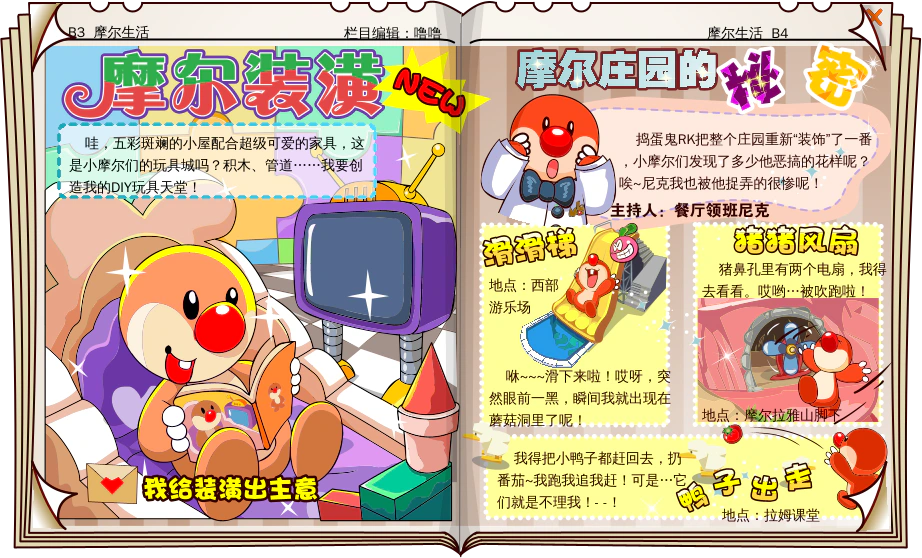 B3 摩尔生活
栏目编辑：噜噜
摩尔装潢
NEW
哇，五彩斑斓的小屋配合超级可爱的家具，这
是小摩尔们的玩具城吗？积木、管道……我要创
造我的DIY玩具天堂！
我给装潢出主意
摩尔生活 B4
摩尔庄园的秘密
捣蛋鬼RK把整个庄园重新“装饰”了一番
，小摩尔们发现了多少他恶搞的花样呢？
唉~尼克我也被他捉弄的很惨呢！
主持人：餐厅领班尼克
滑滑梯
地点：西部
游乐场
咻~~~滑下来啦！哎呀，突
然眼前一黑，瞬间我就出现在
蘑菇洞里了呢！
猪猪风扇
猪鼻孔里有两个电扇，我得
去看看。哎哟…被吹跑啦！
地点：摩尔拉雅山脚下
我得把小鸭子都赶回去，扔
番茄~我跑我追我赶！可是…它
们就是不理我！- - ！
鸭子出走
地点：拉姆课堂